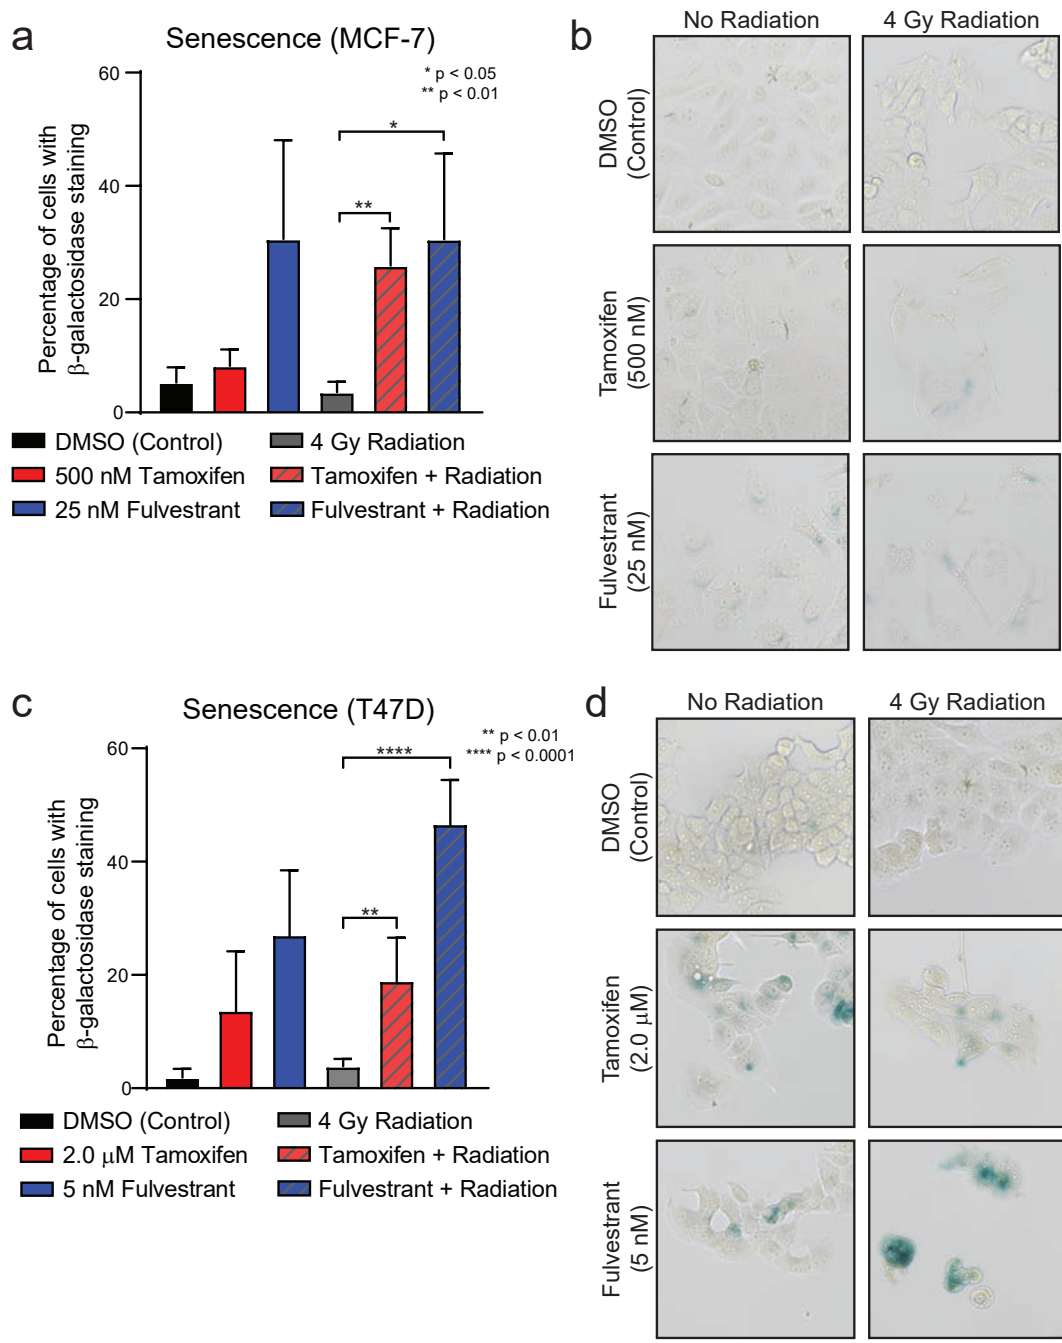 a
Senescence (MCF-7)
* p < 0.05
** p < 0.01
Percentage of cells with
β-galactosidase staining
60
40
20
0
*
**
DMSO (Control)
500 nM Tamoxifen
25 nM Fulvestrant
4 Gy Radiation
Tamoxifen + Radiation
Fulvestrant + Radiation
b
No Radiation
4 Gy Radiation
DMSO
(Control)
Tamoxifen
(500 nM)
Fulvestrant
(25 nM)
c
Senescence (T47D)
** p < 0.01
**** p < 0.0001
Percentage of cells with
β-galactosidase staining
60
40
20
0
****
**
DMSO (Control)
2.0 μM Tamoxifen
5 nM Fulvestrant
4 Gy Radiation
Tamoxifen + Radiation
Fulvestrant + Radiation
d
No Radiation
4 Gy Radiation
DMSO
(Control)
Tamoxifen
(2.0 μM)
Fulvestrant
(5 nM)